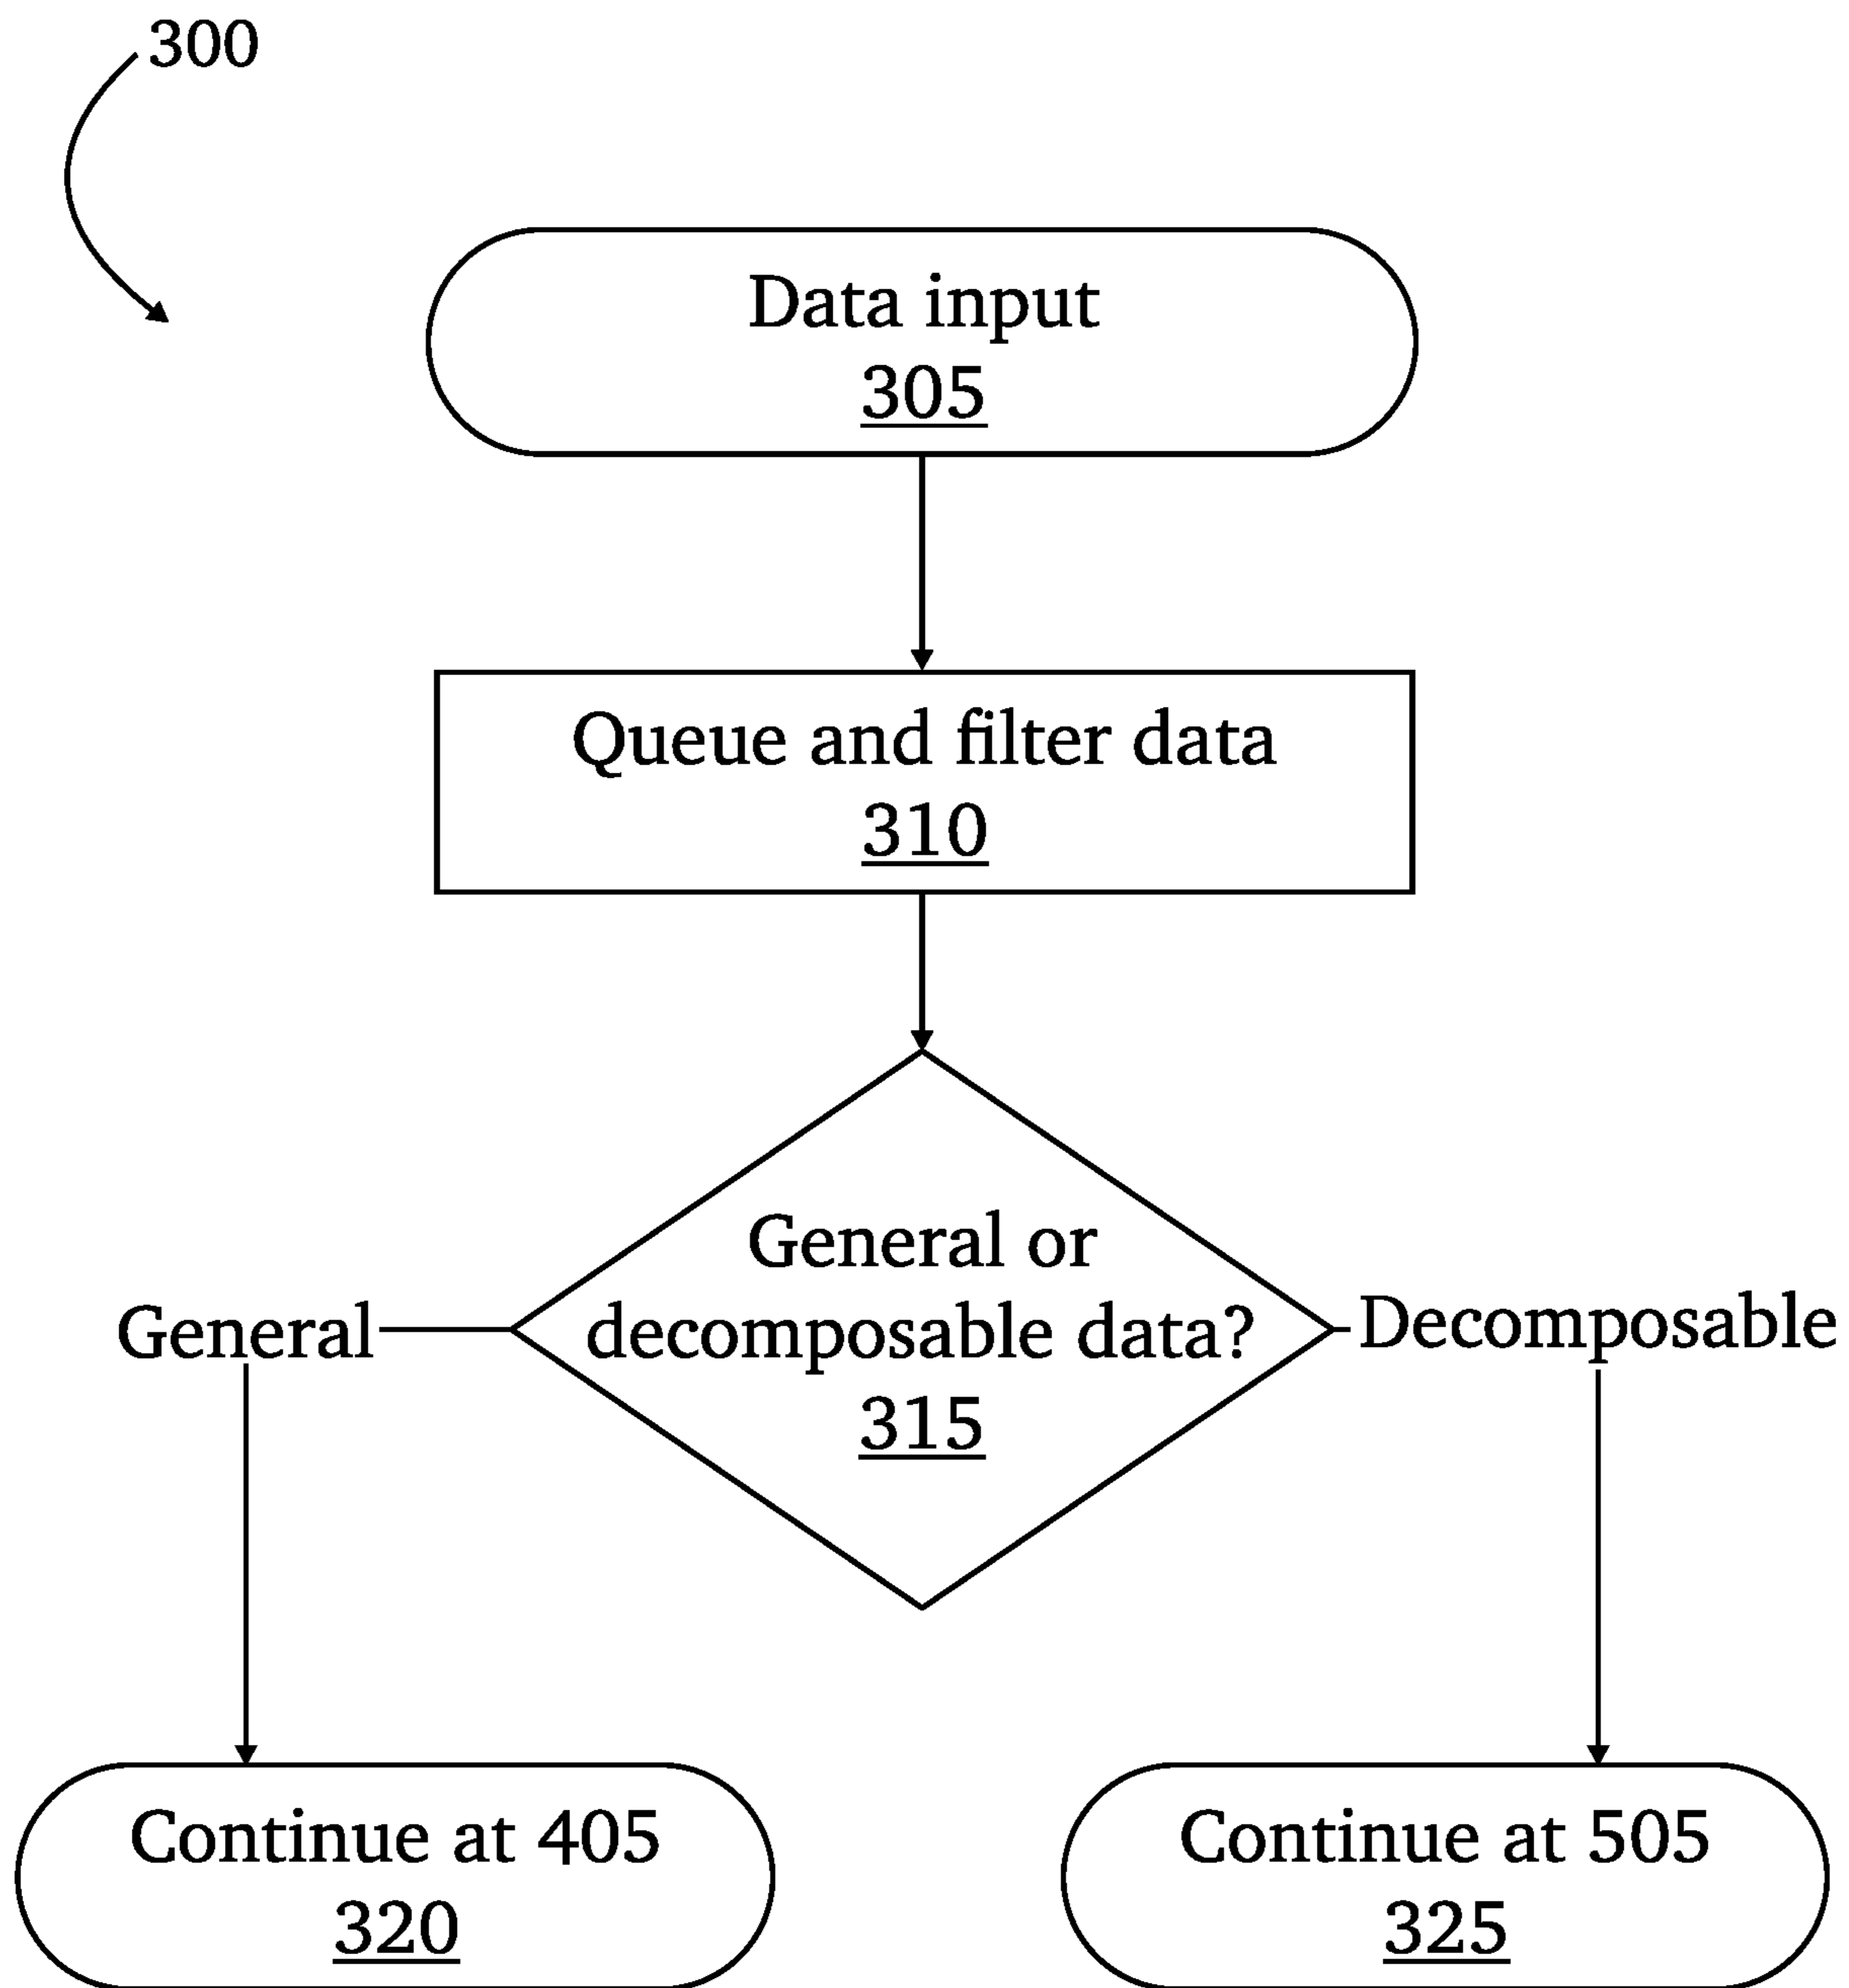 300
Data input
305
Queue and filter data
310
General or
decomposable data?
315
General
Decomposable
Continue at 405
320
Continue at 505
325